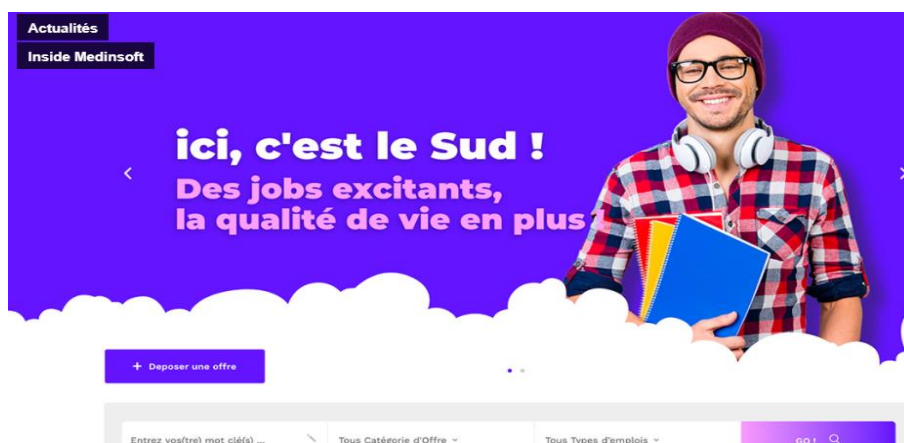 Actualités
Inside Medinsoft
ici, c'est le Sud !
Des jobs excitants,
la qualité de vie en plus
+ Deposer une offre
Entrez vos(tre) mot clé(s) ...
Tous Catégorie d'Offre
Tous Types d'emplois
GO !